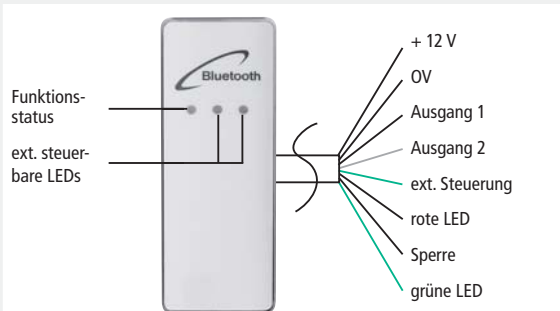 Bluetooth
Funktions-
status
ext. steuer-
bare LEDs
+ 12 V
OV
Ausgang 1
Ausgang 2
ext. Steuerung
rote LED
Sperre
grüne LED